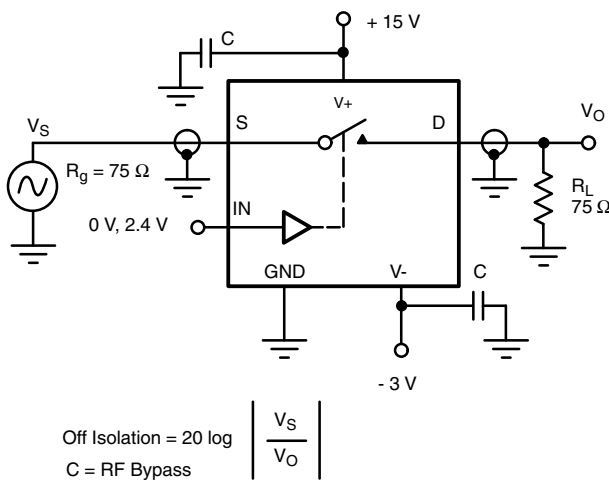 C
+ 15 V
V+
VS
S
D
VO
Rg = 75 Ω
RL
75 Ω
IN
0 V, 2.4 V
GND
V-
C
- 3 V
Off Isolation = 20 log | VS / VO |
C = RF Bypass